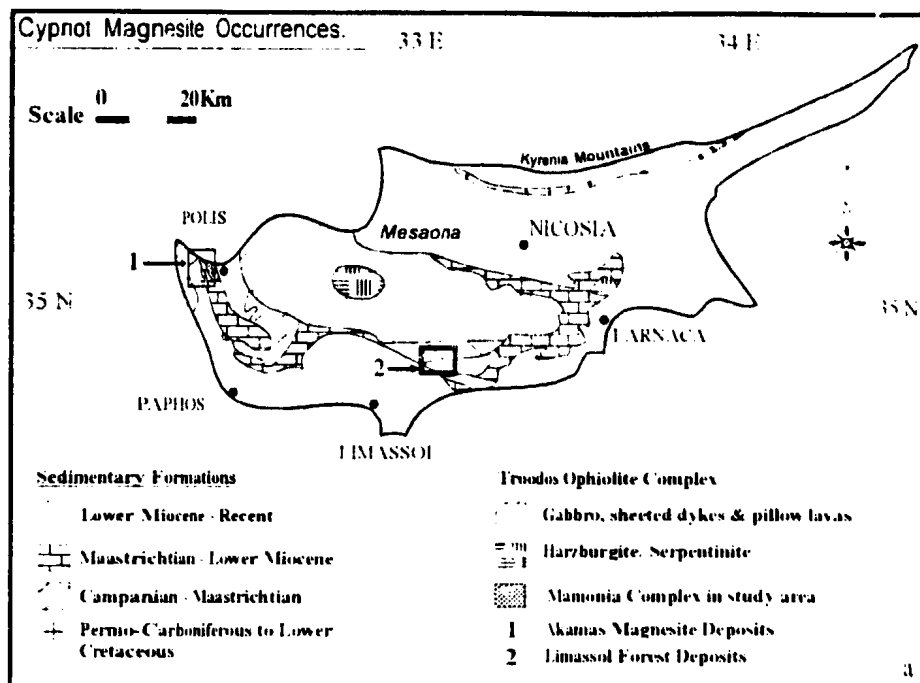 Cypriot Magnesite Occurrences.
33 E
34 E
Scale
0 20Km
Kyrenia Mountains
POLIS
Mesaona
NICOSIA
1
35 N
35 N
LARNACA
2
PAPHOS
LIMASSOL
Sedimentary Formations
Lower Miocene - Recent
Maastrichtian - Lower Miocene
Campanian - Maastrichtian
Permo-Carboniferous to Lower
Cretaceous
Troodos Ophiolite Complex
Gabbro, sheeted dykes & pillow lavas
Harzburgite, Serpentinite
Mamonia Complex in study area
1 Akamas Magnesite Deposits
2 Limassol Forest Deposits
a